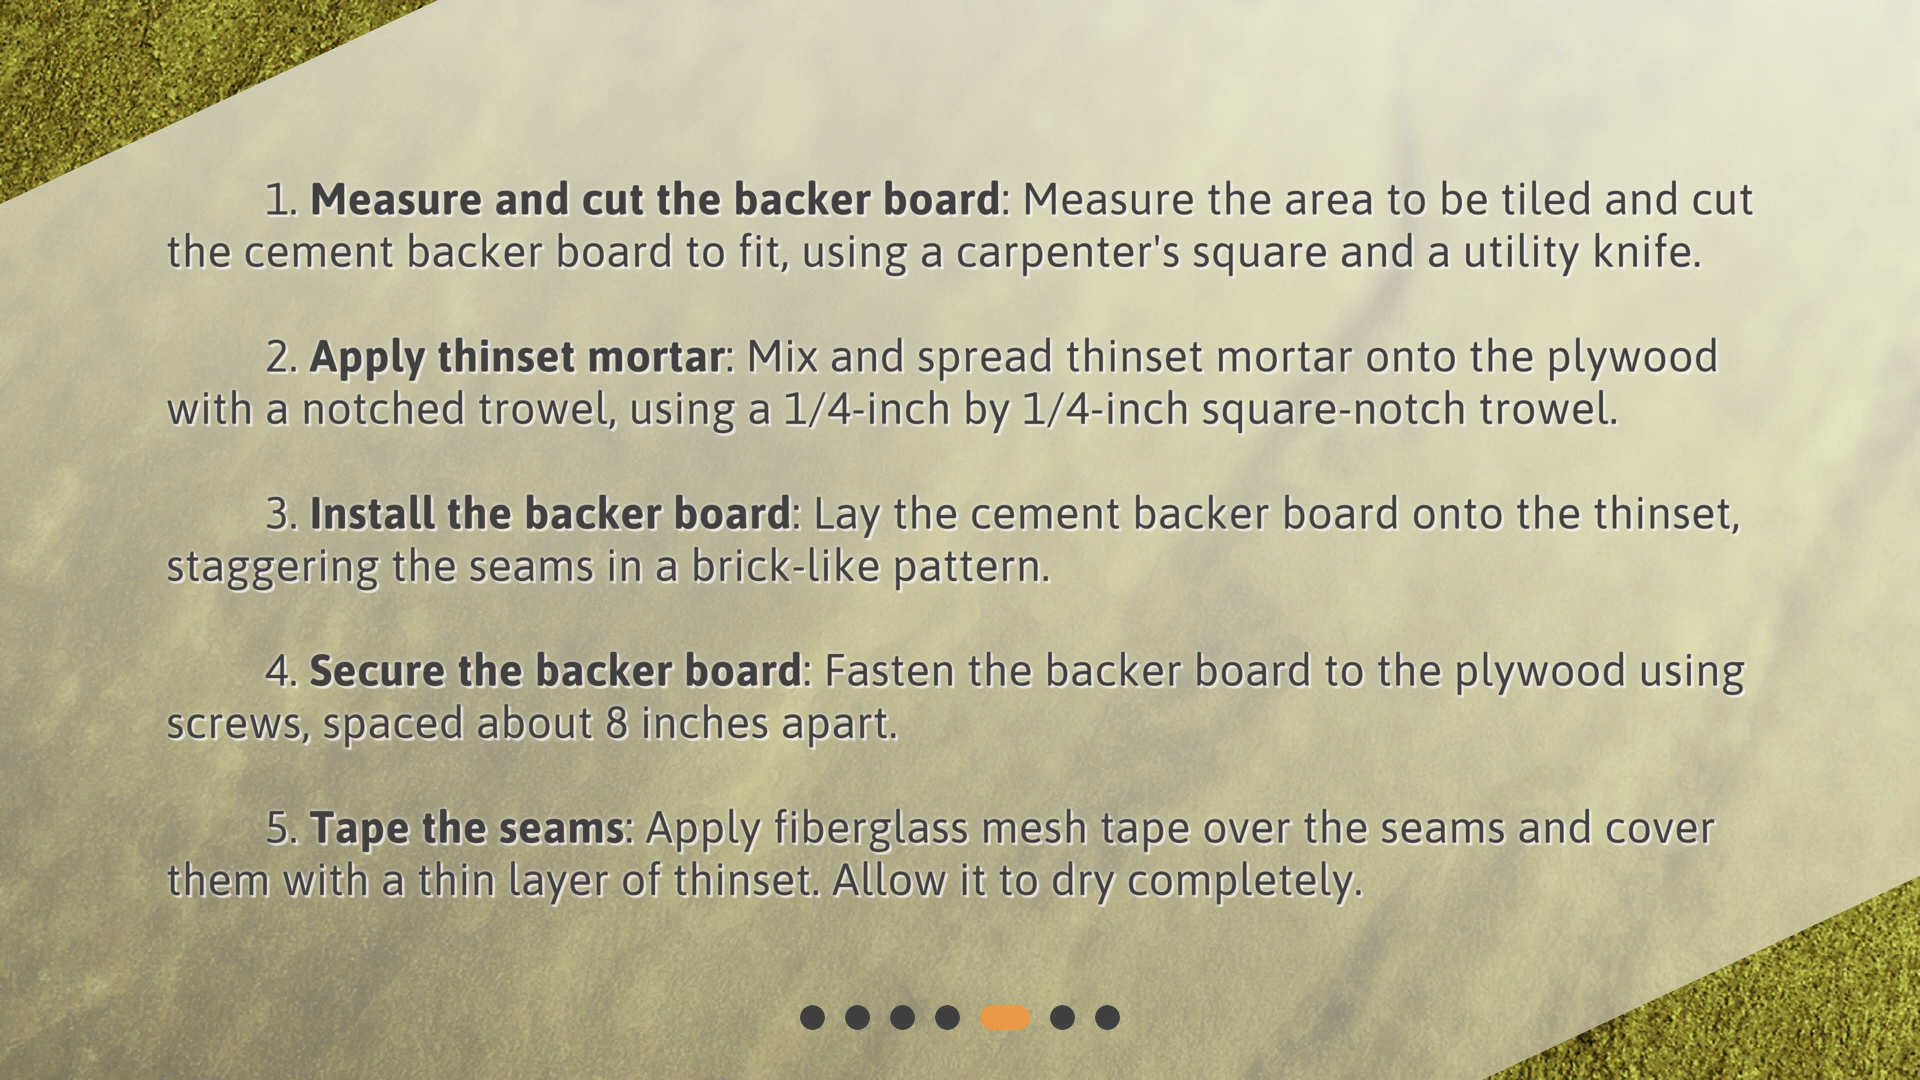 1. Measure and cut the backer board: Measure the area to be tiled and cut
the cement backer board to fit, using a carpenter's square and a utility knife.
2. Apply thinset mortar: Mix and spread thinset mortar onto the plywood
with a notched trowel, using a 1/4-inch by 1/4-inch square-notch trowel.
3. Install the backer board: Lay the cement backer board onto the thinset,
staggering the seams in a brick-like pattern.
4. Secure the backer board: Fasten the backer board to the plywood using
screws, spaced about 8 inches apart.
5. Tape the seams: Apply fiberglass mesh tape over the seams and cover
them with a thin layer of thinset. Allow it to dry completely.